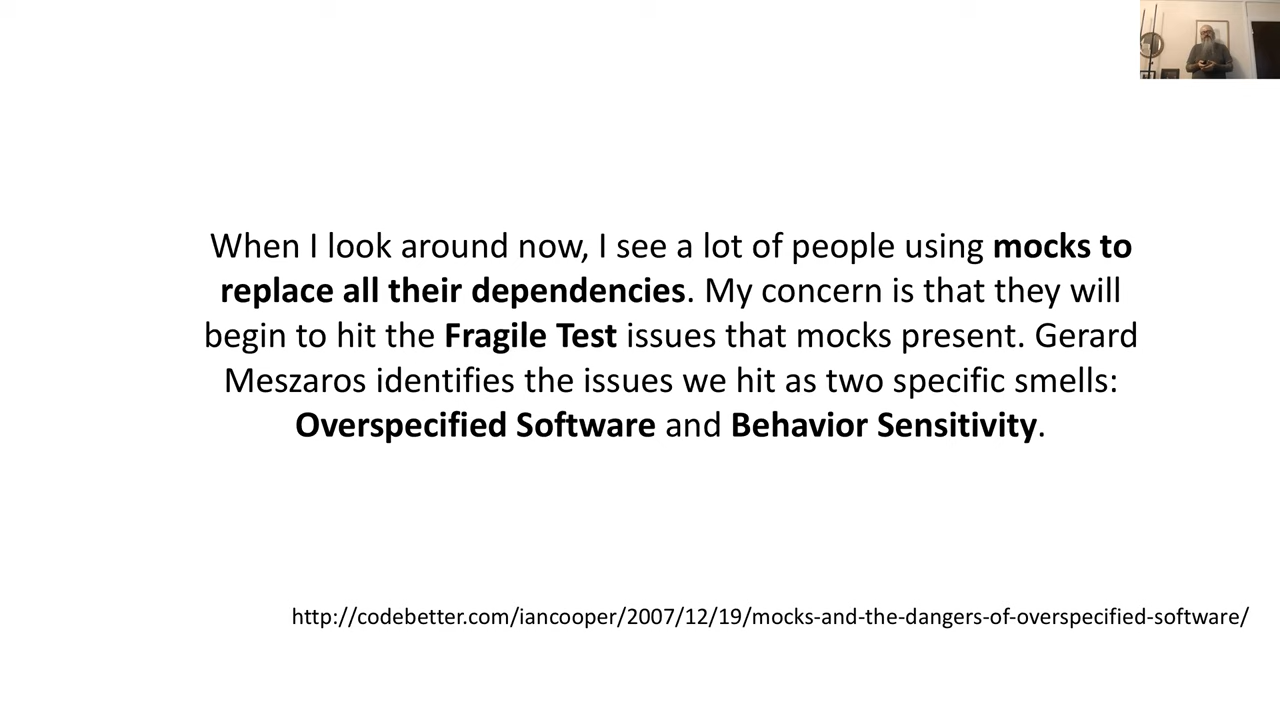 When I look around now, I see a lot of people using mocks to
replace all their dependencies. My concern is that they will
begin to hit the Fragile Test issues that mocks present. Gerard
Meszaros identifies the issues we hit as two specific smells:
Overspecified Software and Behavior Sensitivity.
http://codebetter.com/iancooper/2007/12/19/mocks-and-the-dangers-of-overspecified-software/